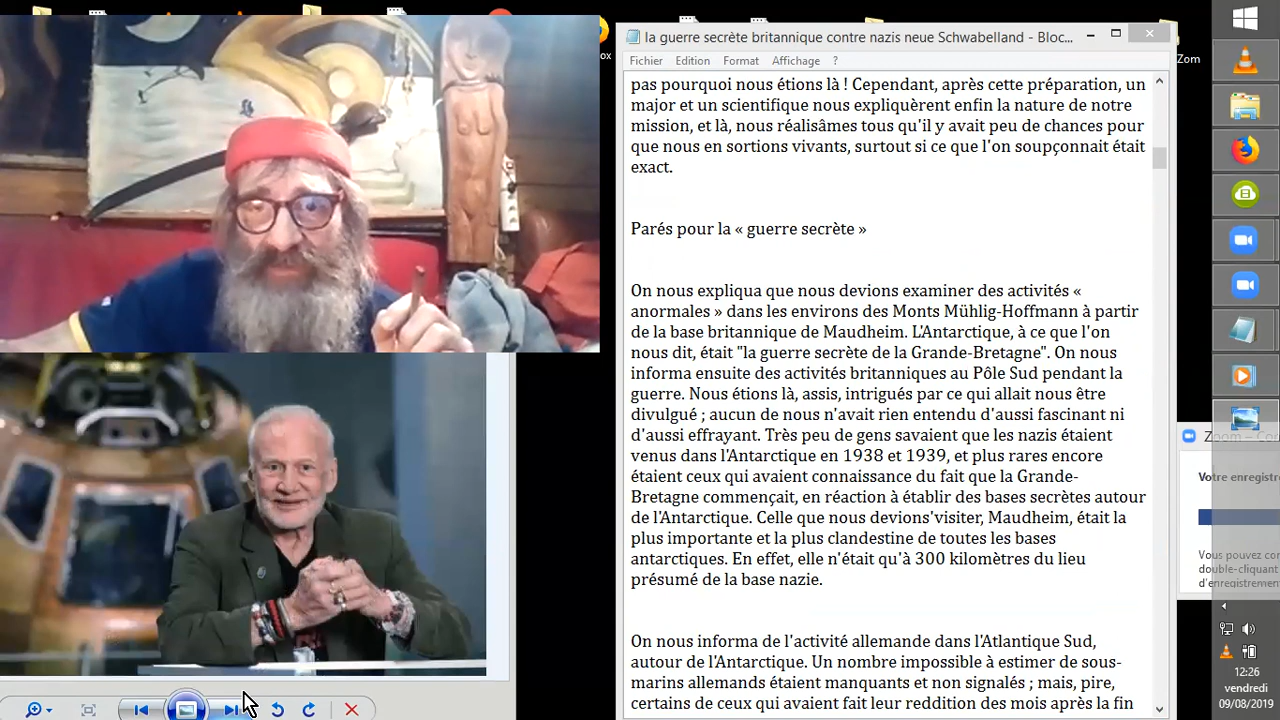 la guerre secrète britannique contre nazis neue Schwabelland - Bloc...
Fichier Edition Format Affichage ?
pas pourquoi nous étions là ! Cependant, après cette préparation, un
major et un scientifique nous expliquèrent enfin la nature de notre
mission, et là, nous réalisâmes tous qu'il y avait peu de chances pour
que nous en sortions vivants, surtout si ce que l'on soupçonnait était
exact.
Parés pour la « guerre secrète »
On nous expliqua que nous devions examiner des activités «
anormales » dans les environs des Monts Mühlig-Hoffmann à partir
de la base britannique de Maudheim. L'Antarctique, à ce que l'on
nous dit, était "la guerre secrète de la Grande-Bretagne". On nous
informa ensuite des activités britanniques au Pôle Sud pendant la
guerre. Nous étions là, assis, intrigués par ce qui allait nous être
divulgué ; aucun de nous n'avait rien entendu d'aussi fascinant ni
d'aussi effrayant. Très peu de gens savaient que les nazis étaient
venus dans l'Antarctique en 1938 et 1939, et plus rares encore
étaient ceux qui avaient connaissance du fait que la Grande-
Bretagne commençait, en réaction à établir des bases secrètes autour
de l'Antarctique. Celle que nous devions'visiter, Maudheim, était la
plus importante et la plus clandestine de toutes les bases
antarctiques. En effet, elle n'était qu'à 300 kilomètres du lieu
présumé de la base nazie.
On nous informa de l'activité allemande dans l'Atlantique Sud,
autour de l'Antarctique. Un nombre impossible à estimer de sous-
marins allemands étaient manquants et non signalés ; mais, pire,
certains de ceux qui avaient fait leur reddition des mois après la fin
ox
Zom
Zoom - Co
Votre enregistre
Vous pouvez con
double-cliquant
d'enregistremen
12:26
vendredi
09/08/2019